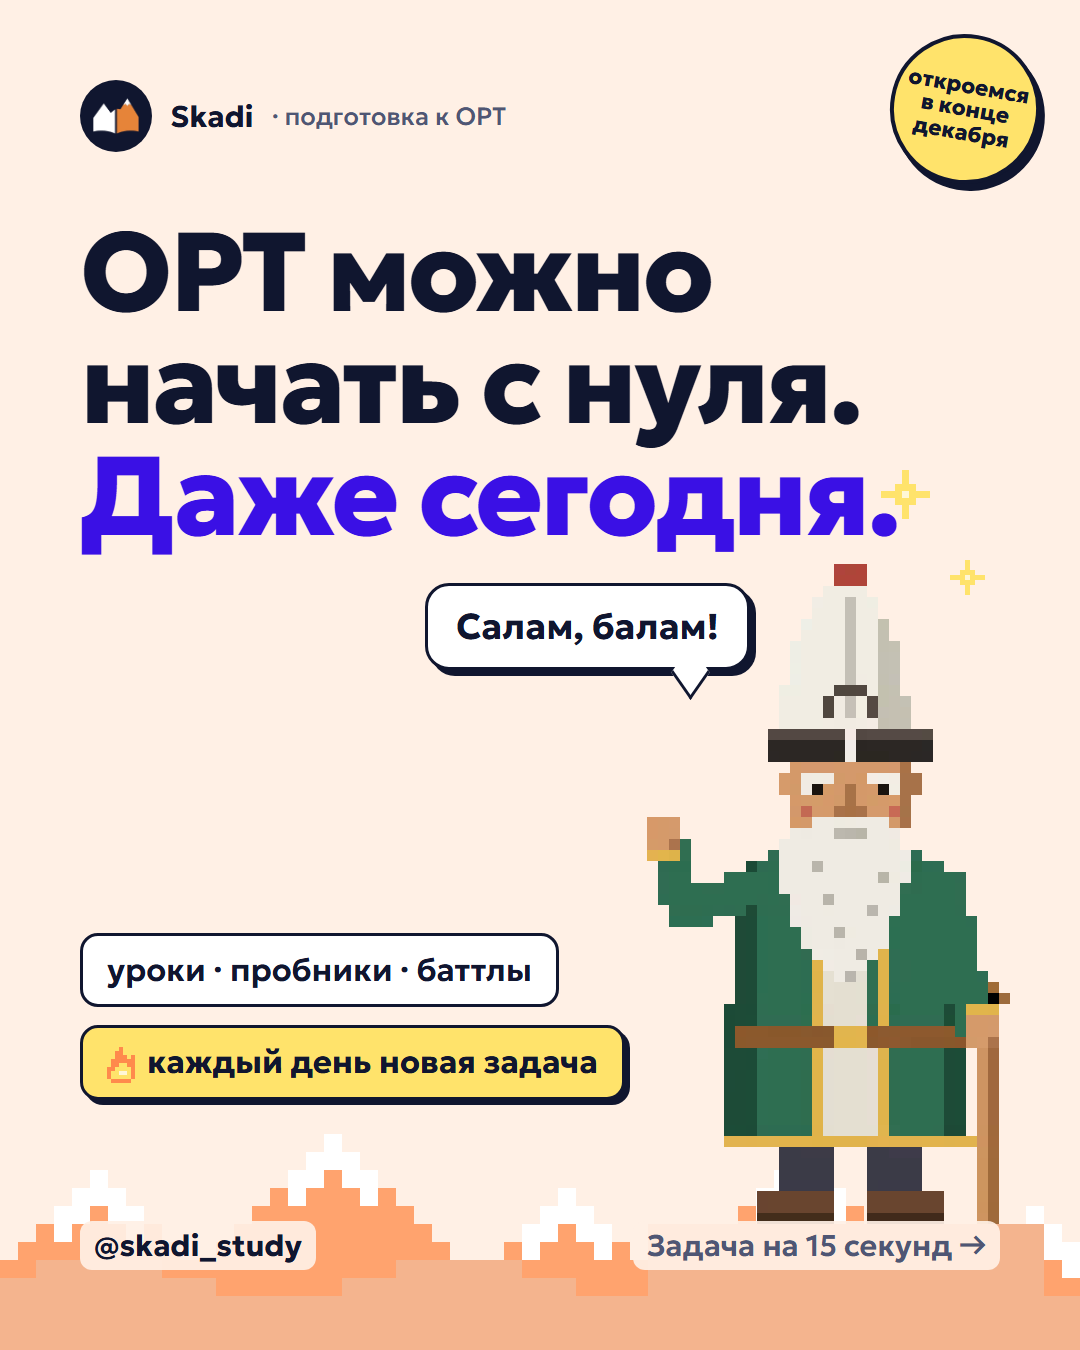 Skadi · подготовка к ОРТ
откроемся
в конце
декабря
ОРТ можно
начать с нуля.
Даже сегодня.
Салам, балам!
уроки · пробники · баттлы
каждый день новая задача
@skadi_study
Задача на 15 секунд →